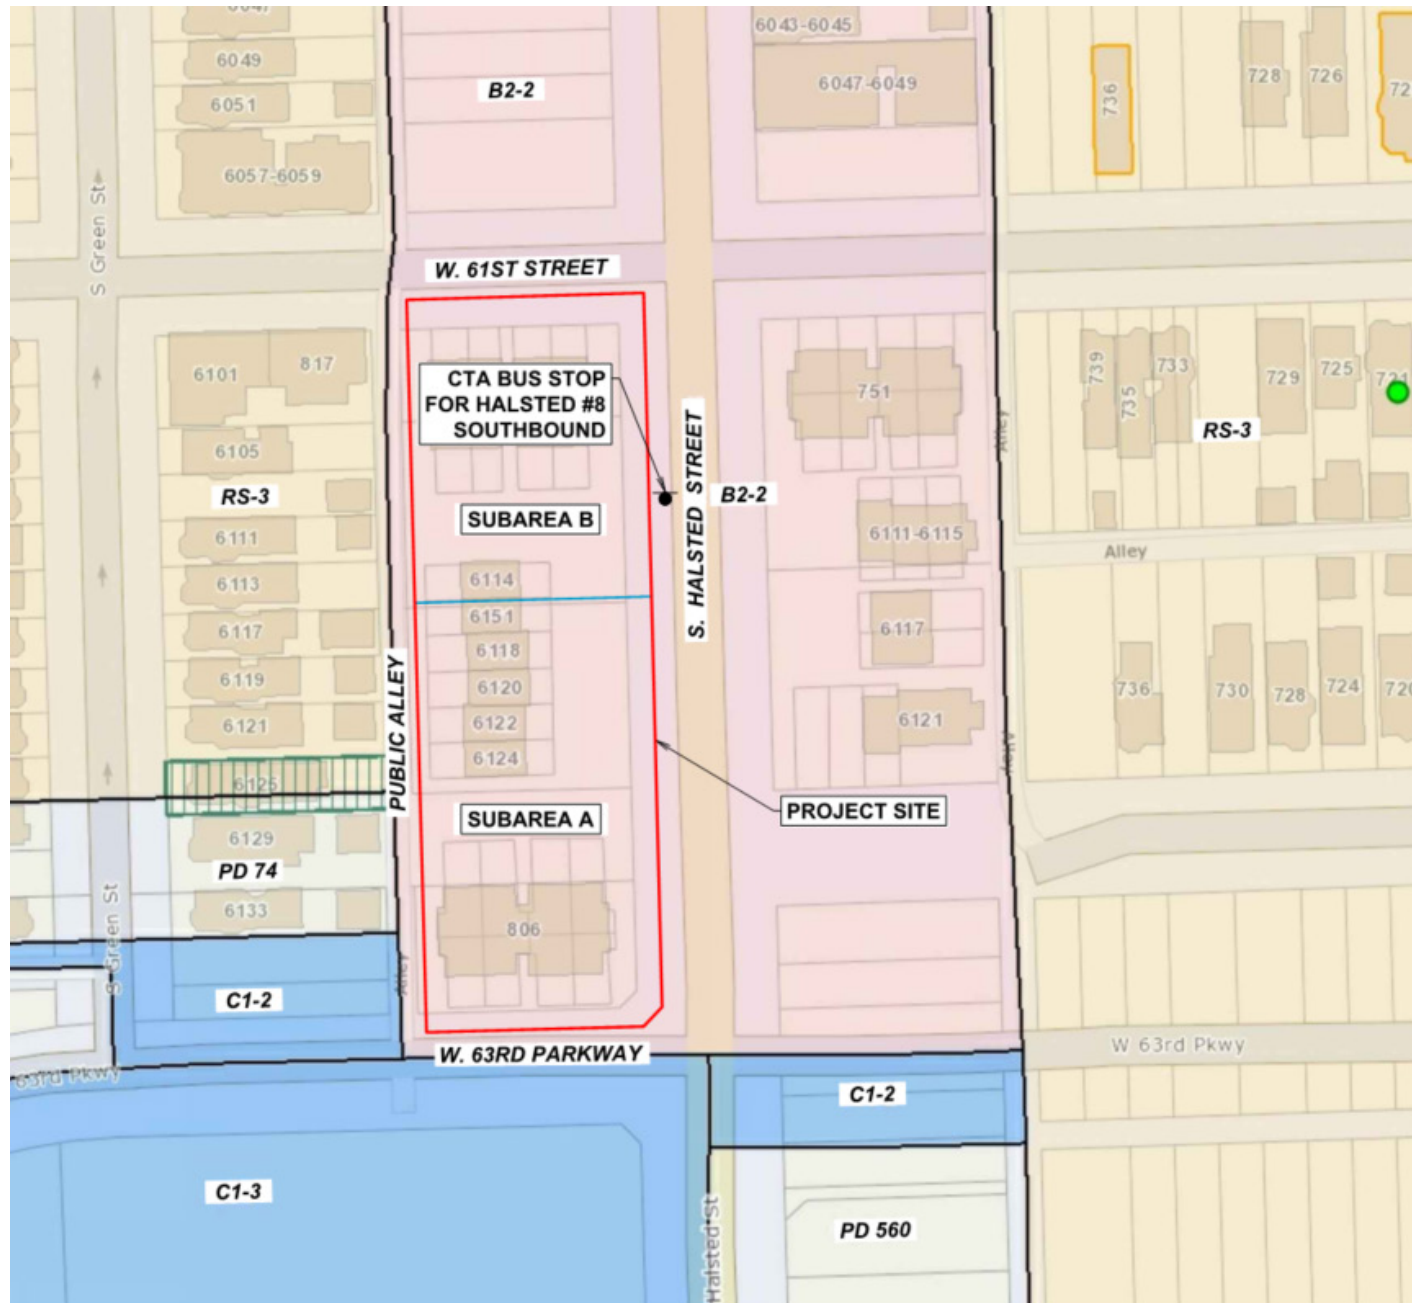 6047
6049
6051
6057-6059
S Green St
B2-2
6043-6045
6047-6049
736
728
726
W. 61ST STREET
6101
817
6105
RS-3
6111
6113
6117
6119
6121
6125
6129
PD 74
6133
S Green St
C1-2
63rd Pkwy
PUBLIC ALLEY
Alley
CTA BUS STOP
FOR HALSTED #8
SOUTHBOUND
SUBAREA B
6114
6151
6118
6120
6122
6124
SUBAREA A
806
W. 63RD PARKWAY
S. HALSTED STREET
B2-2
751
6111-6115
6117
6121
PROJECT SITE
Alley
739
735
733
729
725
721
RS-3
Alley
736
730
728
724
W 63rd Pkwy
C1-2
C1-3
Halsted St
PD 560